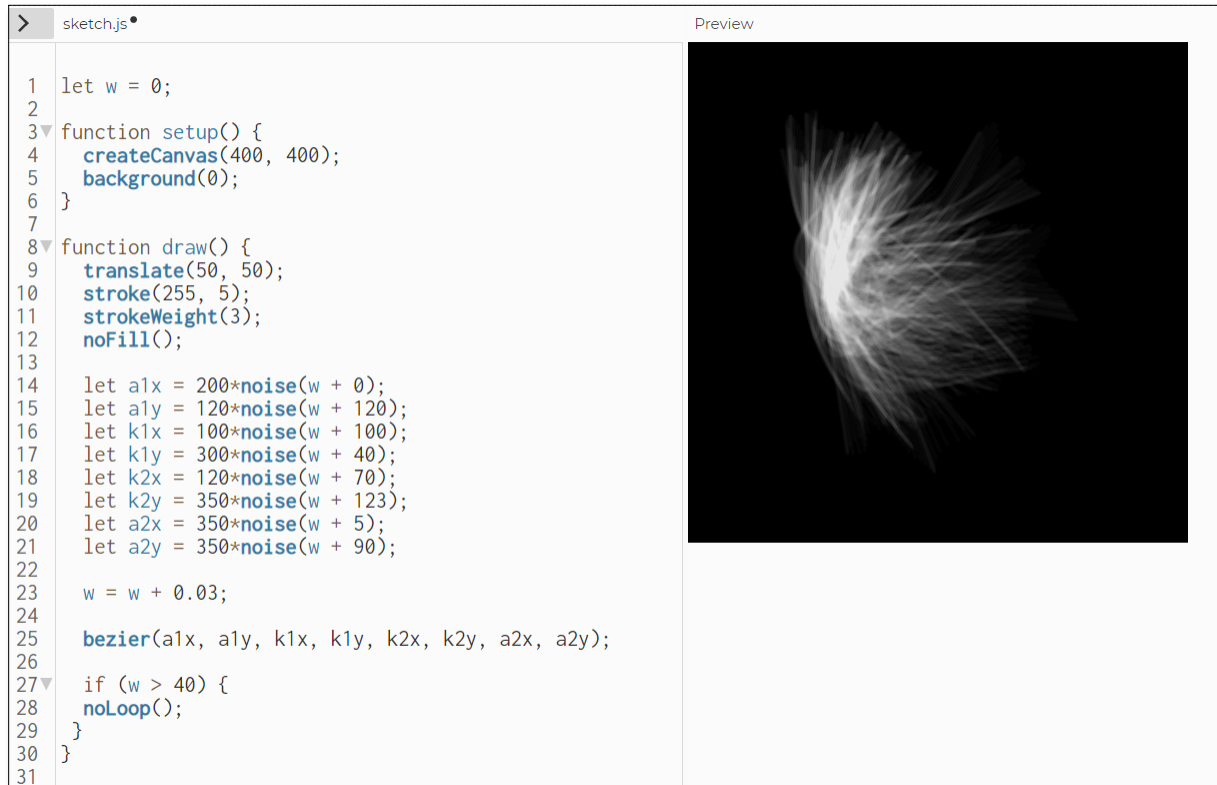 sketch.js
Preview
1 let w = 0;
2
3 function setup() {
4 createCanvas(400, 400);
5 background(0);
6 }
7
8 function draw() {
9 translate(50, 50);
10 stroke(255, 5);
11 strokeWeight(3);
12 noFill();
13
14 let a1x = 200*noise(w + 0);
15 let a1y = 120*noise(w + 120);
16 let k1x = 100*noise(w + 100);
17 let k1y = 300*noise(w + 40);
18 let k2x = 120*noise(w + 70);
19 let k2y = 350*noise(w + 123);
20 let a2x = 350*noise(w + 5);
21 let a2y = 350*noise(w + 90);
22
23 w = w + 0.03;
24
25 bezier(a1x, a1y, k1x, k1y, k2x, k2y, a2x, a2y);
26
27 if (w > 40) {
28 noLoop();
29 }
30 }
31